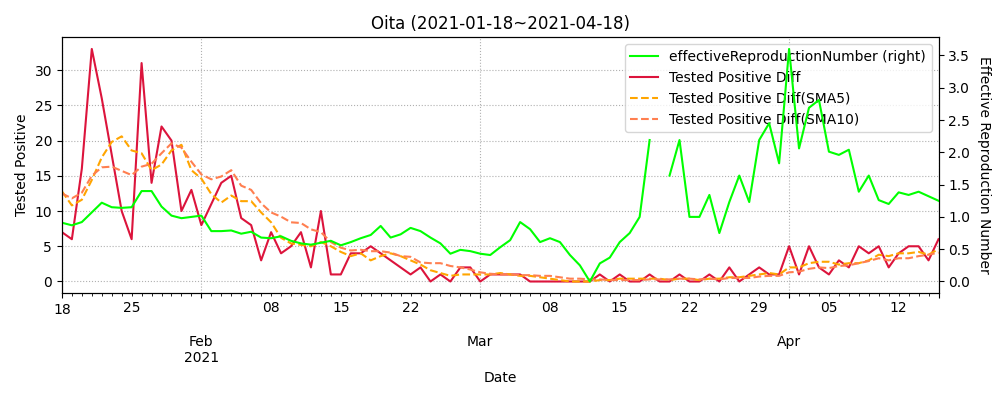 Oita (2021-01-18~2021-04-18)
effectiveReproductionNumber (right)
Tested Positive Diff
Tested Positive Diff(SMA5)
Tested Positive Diff(SMA10)
Tested Positive
30
25
20
15
10
5
0
3.5
3.0
2.5
2.0
1.5
1.0
0.5
0.0
Effective Reproduction Number
18 25 08 15 22 08 15 22 29 05 12
Feb Mar Apr
2021
Date